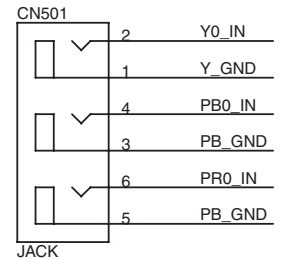 CN501
2 Y0_IN
1 Y_GND
4 PB0_IN
3 PB_GND
6 PR0_IN
5 PB_GND
JACK